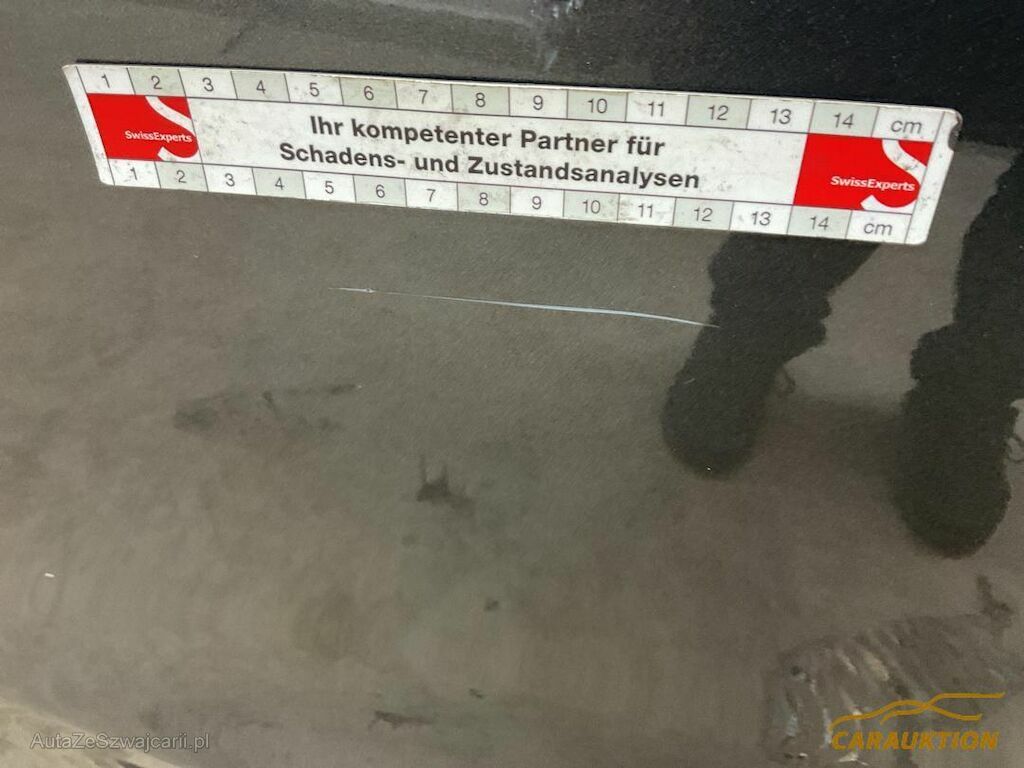 1 2 3 4 5 6 7 8 9 10 11 12 13 14 cm
SwissExperts
Ihr kompetenter Partner für
Schadens- und Zustandsanalysen
SwissExperts
1 2 3 4 5 6 7 8 9 10 11 12 13 14 cm
AutaZeSzwajcarii.pl
CARAUKTION